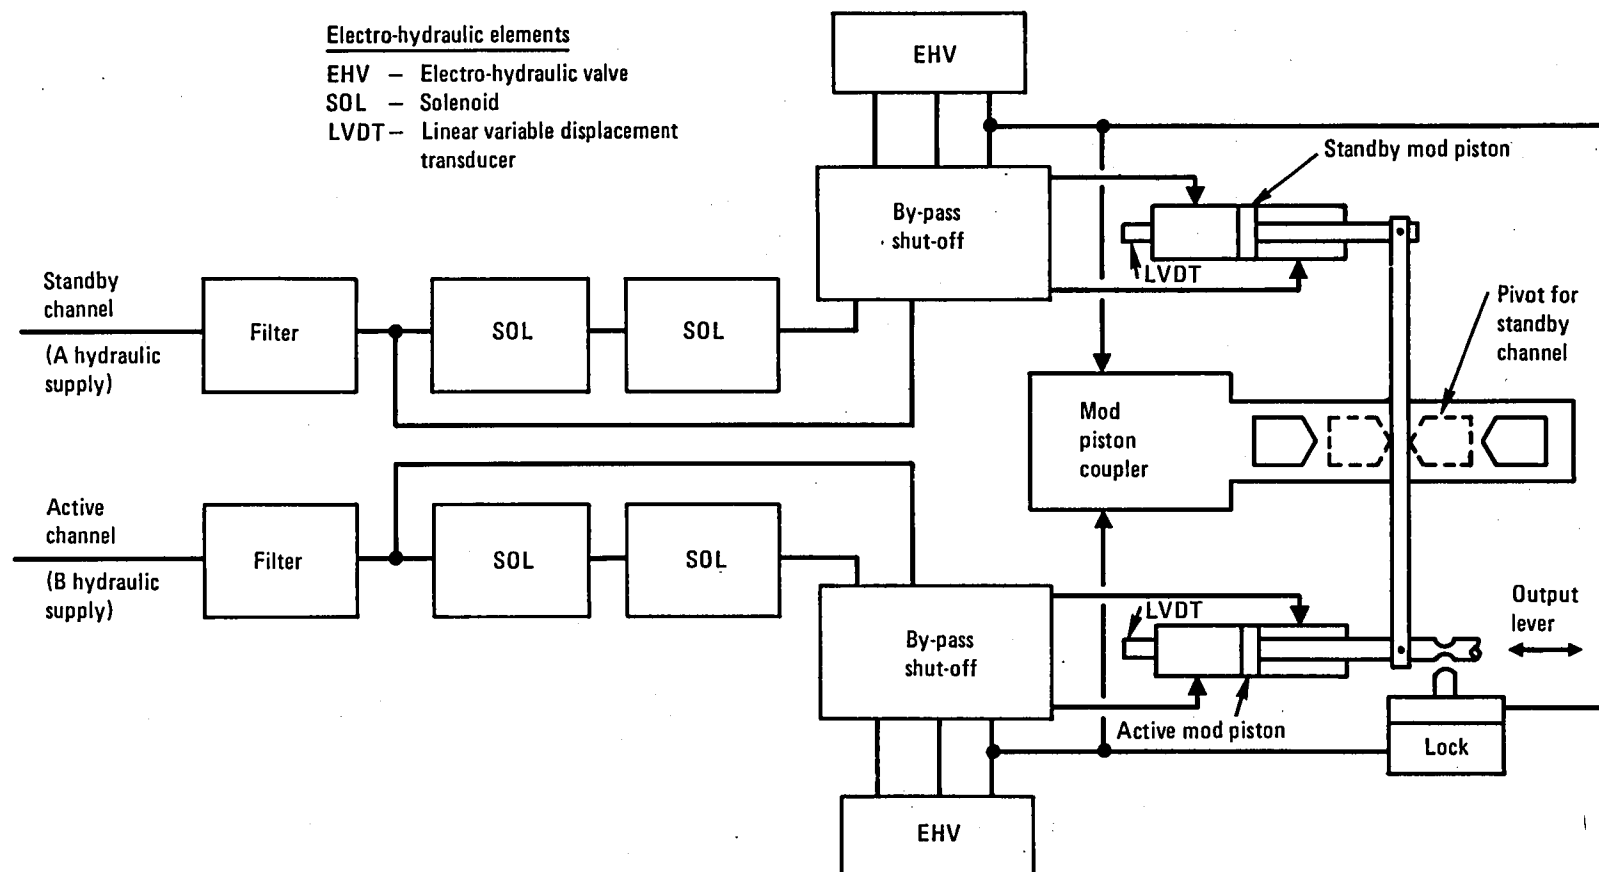 Electro-hydraulic elements
EHV – Electro-hydraulic valve
SOL – Solenoid
LVDT – Linear variable displacement
transducer
EHV
Standby mod piston
By-pass
shut-off
LVDT
Standby
channel
(A hydraulic
supply)
Filter
SOL
SOL
Pivot for
standby
channel
Mod
piston
coupler
Active
channel
(B hydraulic
supply)
Filter
SOL
SOL
By-pass
shut-off
LVDT
Output
lever
Active mod piston
Lock
EHV